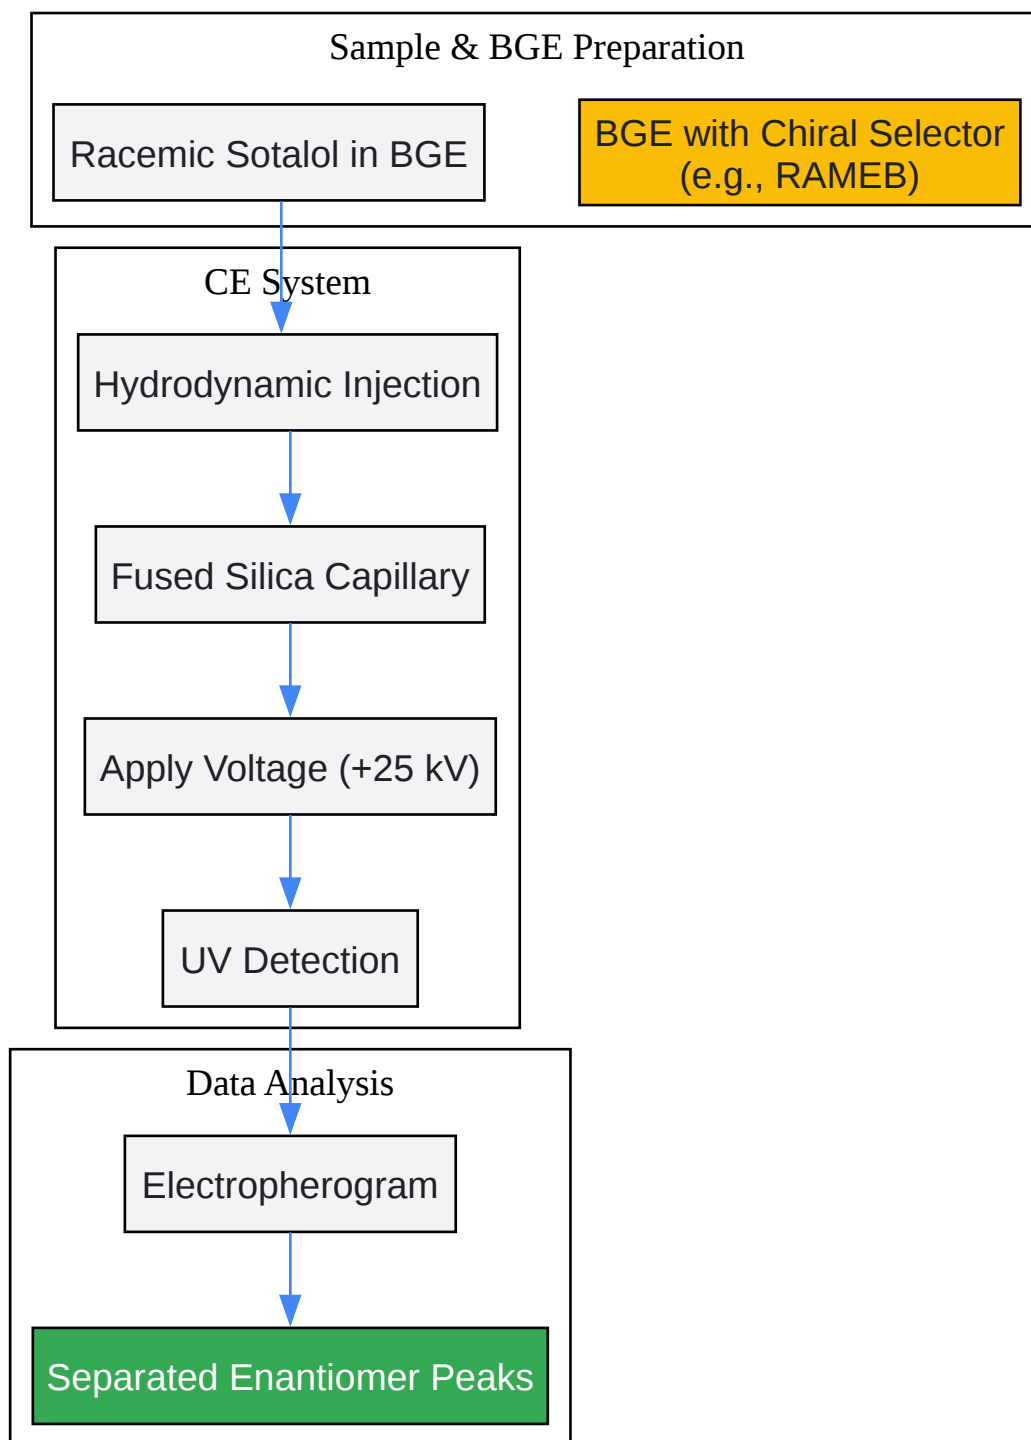 Sample & BGE Preparation
Racemic Sotalol in BGE
BGE with Chiral Selector
(e.g., RAMEB)
CE System
Hydrodynamic Injection
Fused Silica Capillary
Apply Voltage (+25 kV)
UV Detection
Data Analysis
Electropherogram
Separated Enantiomer Peaks